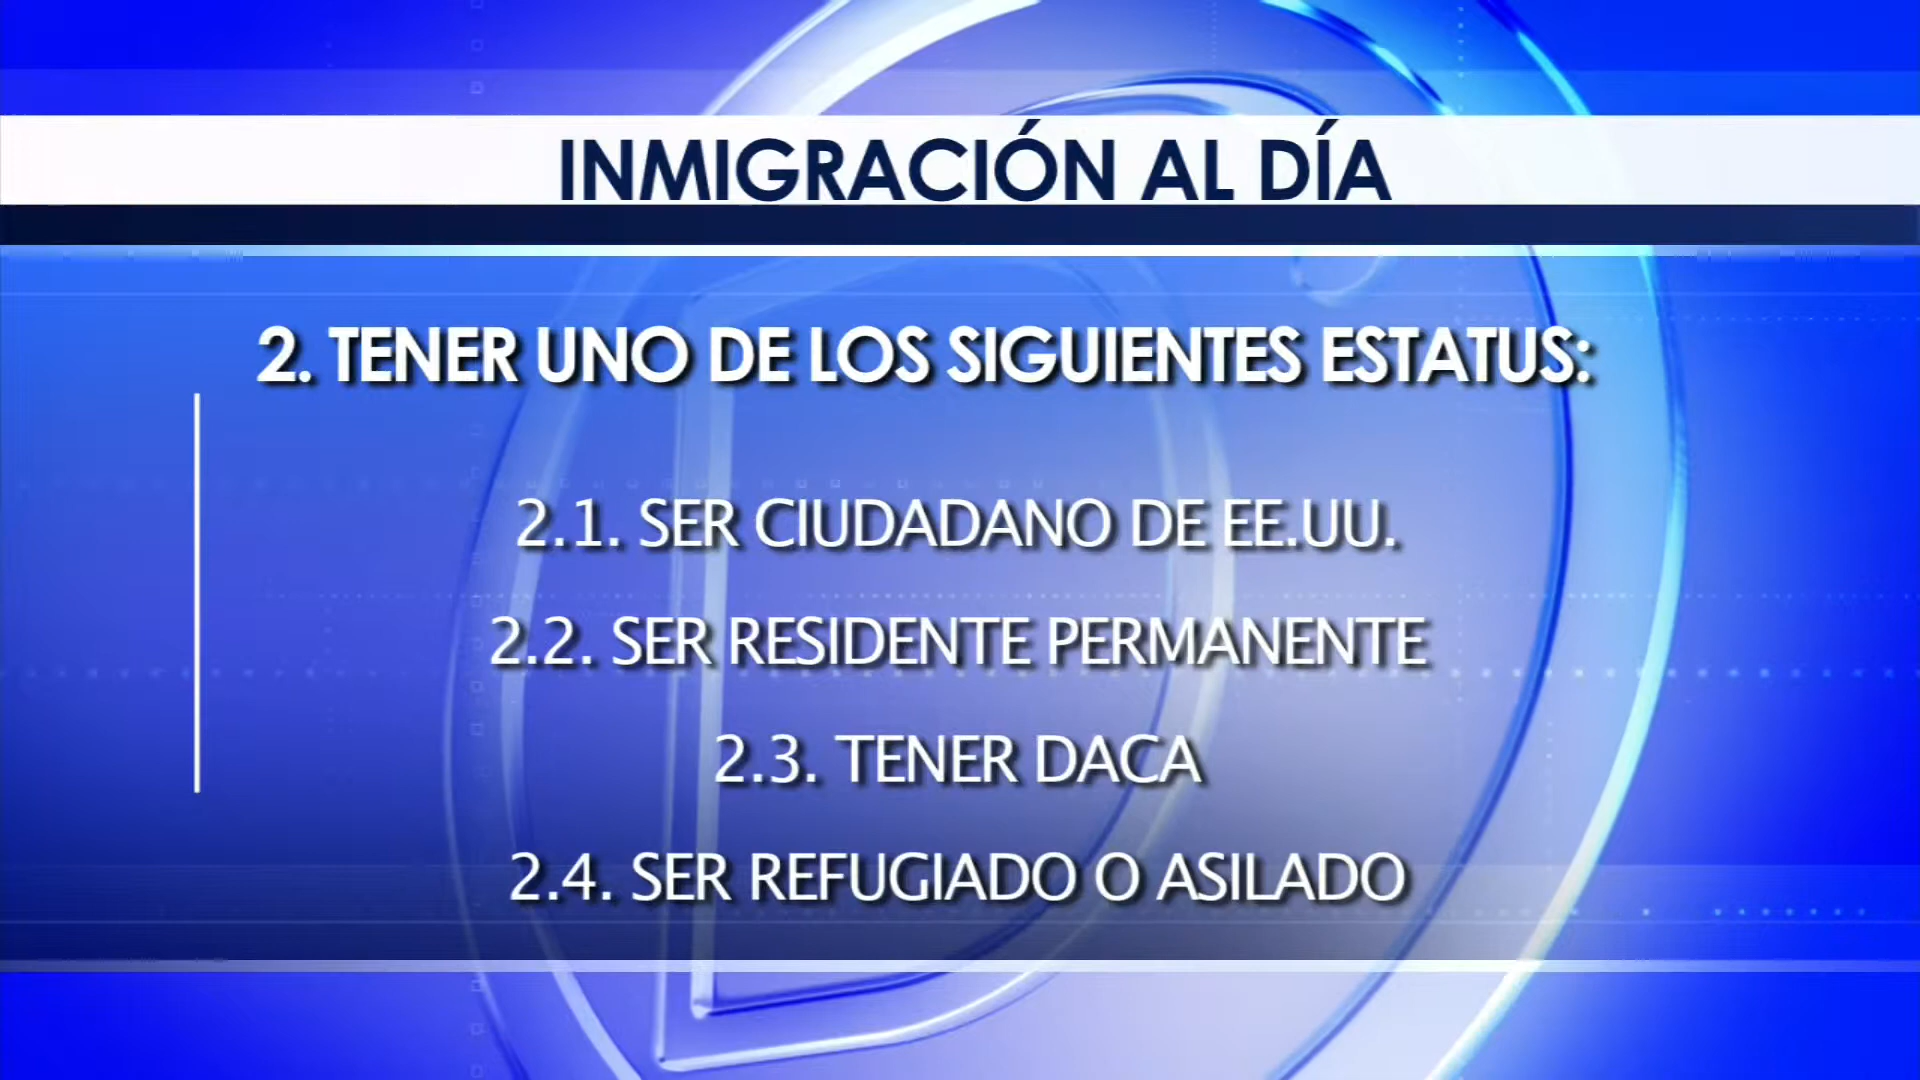 INMIGRACIÓN AL DÍA
2. TENER UNO DE LOS SIGUIENTES ESTATUS:
2.1. SER CIUDADANO DE EE.UU.
2.2. SER RESIDENTE PERMANENTE
2.3. TENER DACA
2.4. SER REFUGIADO O ASILADO